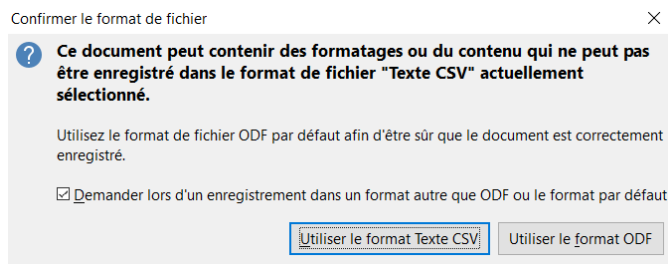 Confirmer le format de fichier
Ce document peut contenir des formatages ou du contenu qui ne peut pas
être enregistré dans le format de fichier "Texte CSV" actuellement
sélectionné.
Utilisez le format de fichier ODF par défaut afin d'être sûr que le document est correctement
enregistré.
Demander lors d'un enregistrement dans un format autre que ODF ou le format par défaut
Utiliser le format Texte CSV
Utiliser le format ODF